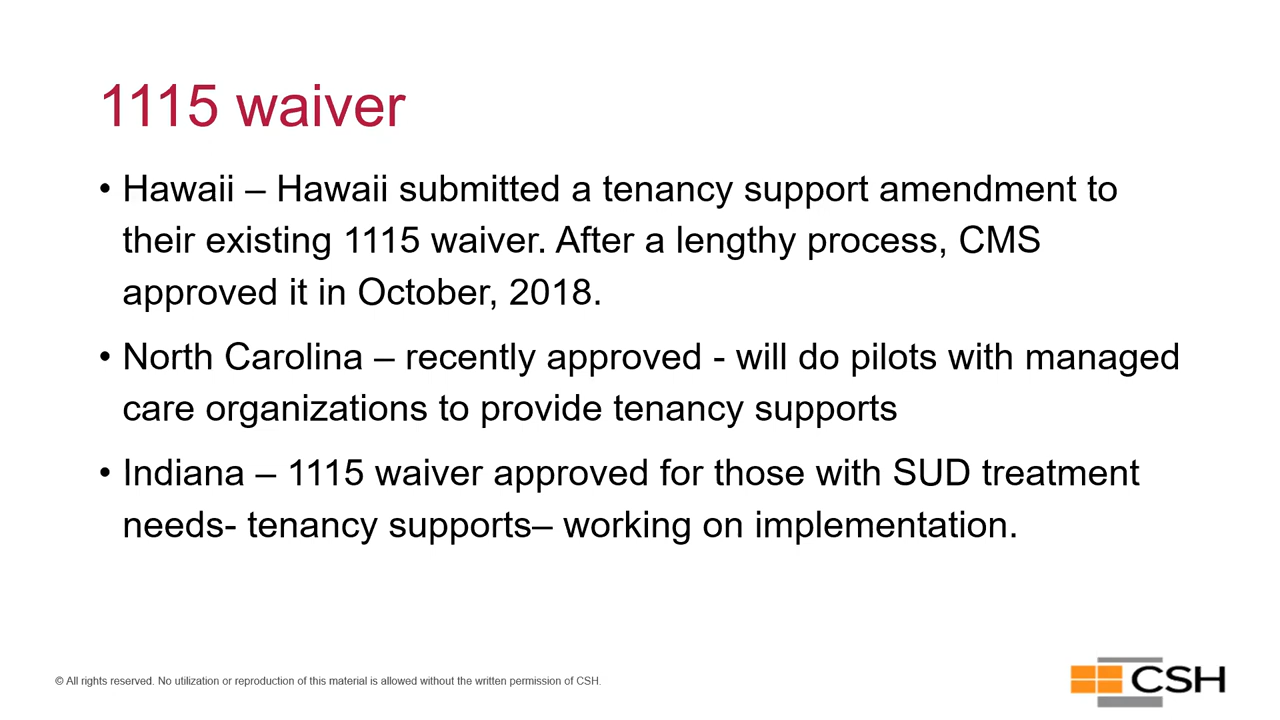 1115 waiver
• Hawaii – Hawaii submitted a tenancy support amendment to
their existing 1115 waiver. After a lengthy process, CMS
approved it in October, 2018.
• North Carolina – recently approved - will do pilots with managed
care organizations to provide tenancy supports
• Indiana – 1115 waiver approved for those with SUD treatment
needs- tenancy supports– working on implementation.
© All rights reserved. No utilization or reproduction of this material is allowed without the written permission of CSH.
CSH